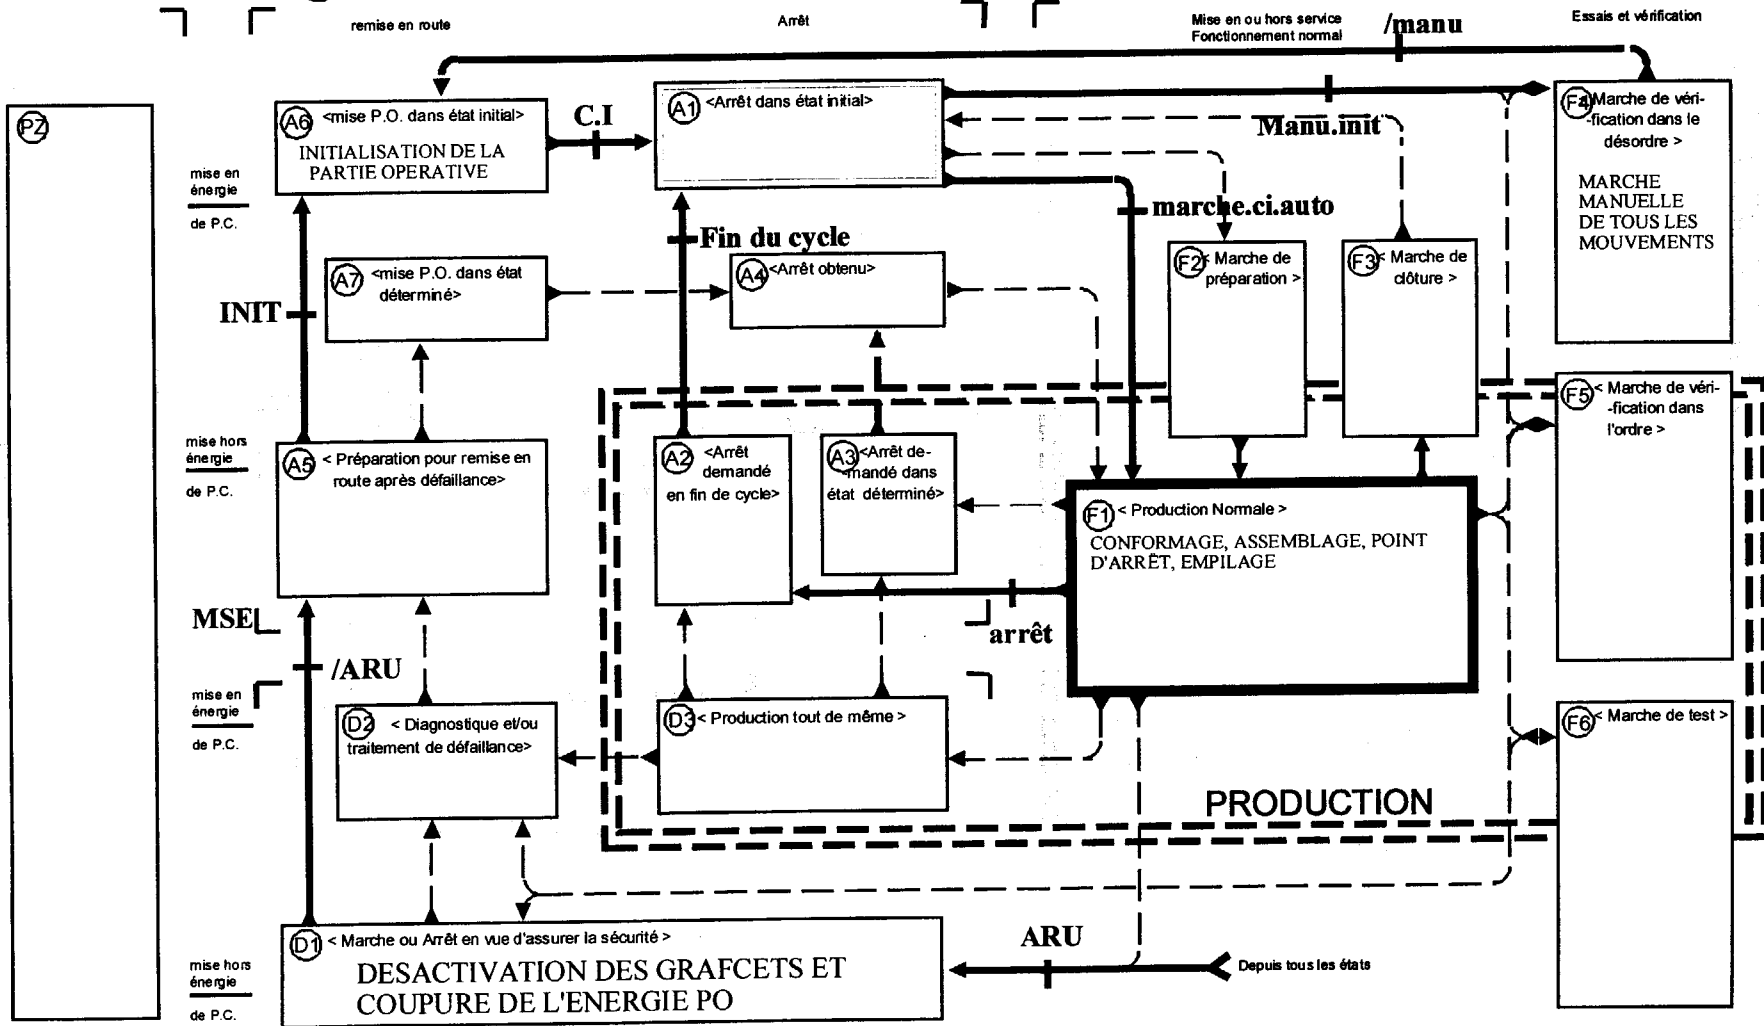 remise en route
Arrêt
Mise en ou hors service
Fonctionnement normal
/manu
Essais et vérification
PZ
A6 <mise P.O. dans état initial>
INITIALISATION DE LA
PARTIE OPERATIVE
C.I
A1 <Arrêt dans état initial>
Manu.init
F4 <Marche de véri-
-fication dans le
désordre >
MARCHE
MANUELLE
DE TOUS LES
MOUVEMENTS
mise en
énergie
de P.C.
marche.ci.auto
Fin du cycle
A7 <mise P.O. dans état
déterminé>
A4 <Arrêt obtenu>
F2 < Marche de
préparation >
F3 < Marche de
clôture >
INIT
F5 < Marche de véri-
-fication dans
l'ordre >
mise hors
énergie
de P.C.
A5 < Préparation pour remise en
route après défaillance>
A2 <Arrêt
demandé
en fin de cycle>
A3 <Arrêt de-
-mandé dans
état déterminé>
F1 < Production Normale >
CONFORMAGE, ASSEMBLAGE, POINT
D'ARRÊT, EMPILAGE
MSE
/ARU
arrêt
mise en
énergie
de P.C.
D2 < Diagnostique et/ou
traitement de défaillance>
D3 < Production tout de même >
F6 < Marche de test >
PRODUCTION
D1 < Marche ou Arrêt en vue d'assurer la sécurité >
DESACTIVATION DES GRAFCETS ET
COUPURE DE L'ENERGIE PO
ARU
Depuis tous les états
mise hors
énergie
de P.C.